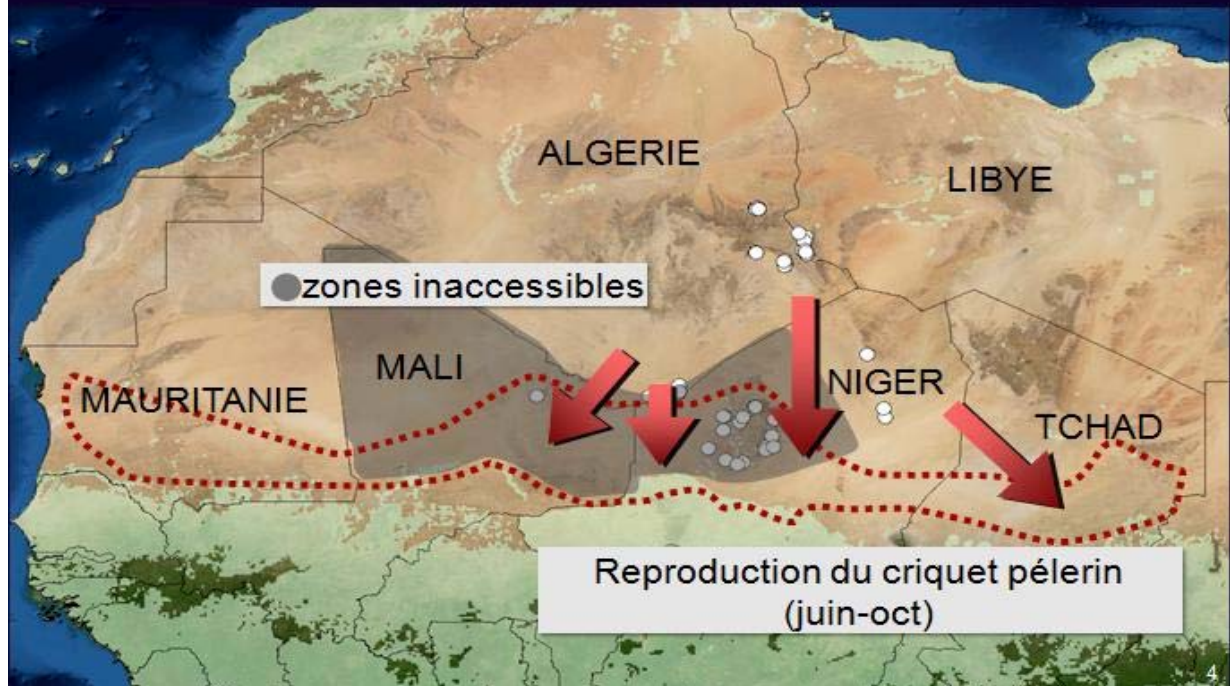 ALGERIE
LIBYE
zones inaccessibles
MALI
NIGER
MAURITANIE
TCHAD
Reproduction du criquet pélerin
(juin-oct)
4